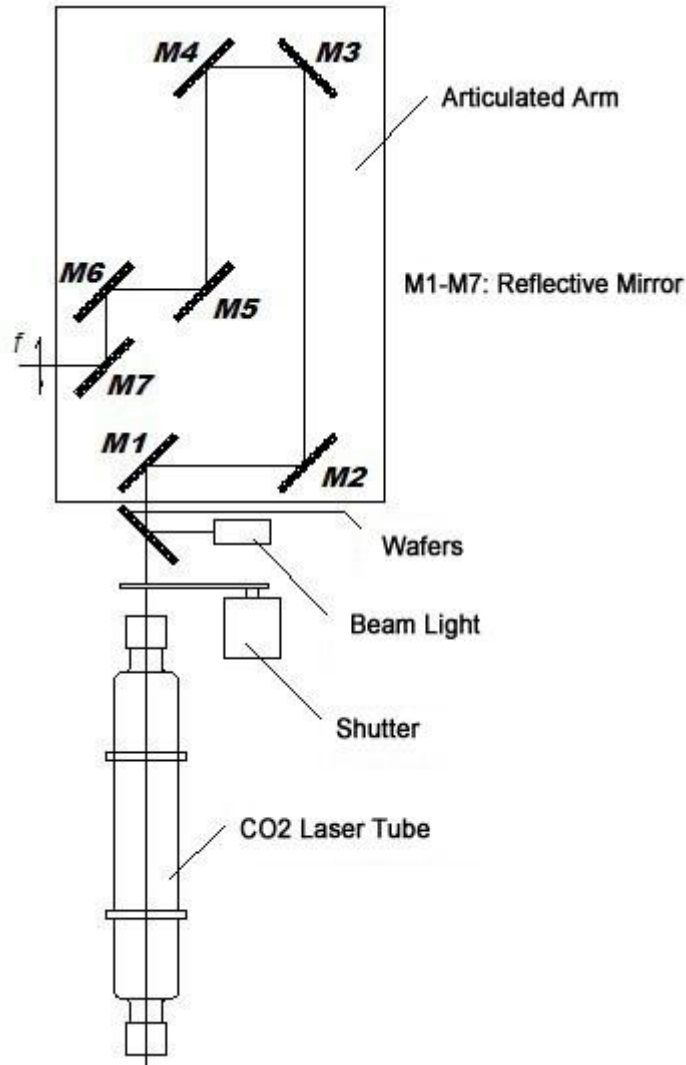 M4
M3
Articulated Arm
M6
M5
M1-M7: Reflective Mirror
f
M7
M1
M2
Wafers
Beam Light
Shutter
CO2 Laser Tube